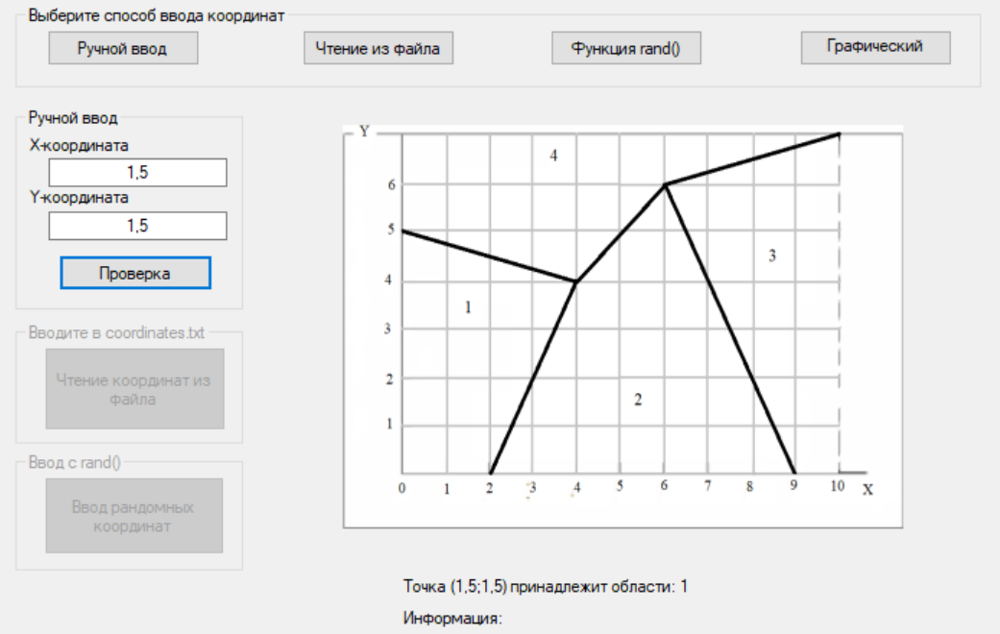 Выберите способ ввода координат
Ручной ввод
Чтение из файла
Функция rand()
Графический
Ручной ввод
X-координата
1,5
Y-координата
1,5
Проверка
Вводите в coordinates.txt
Чтение координат из
файла
Ввод с rand()
Ввод рандомных
координат
Y
4
6
5
3
4
1
3
2
2
1
0 1 2 3 4 5 6 7 8 9 10 X
Точка (1,5;1,5) принадлежит области: 1
Информация: